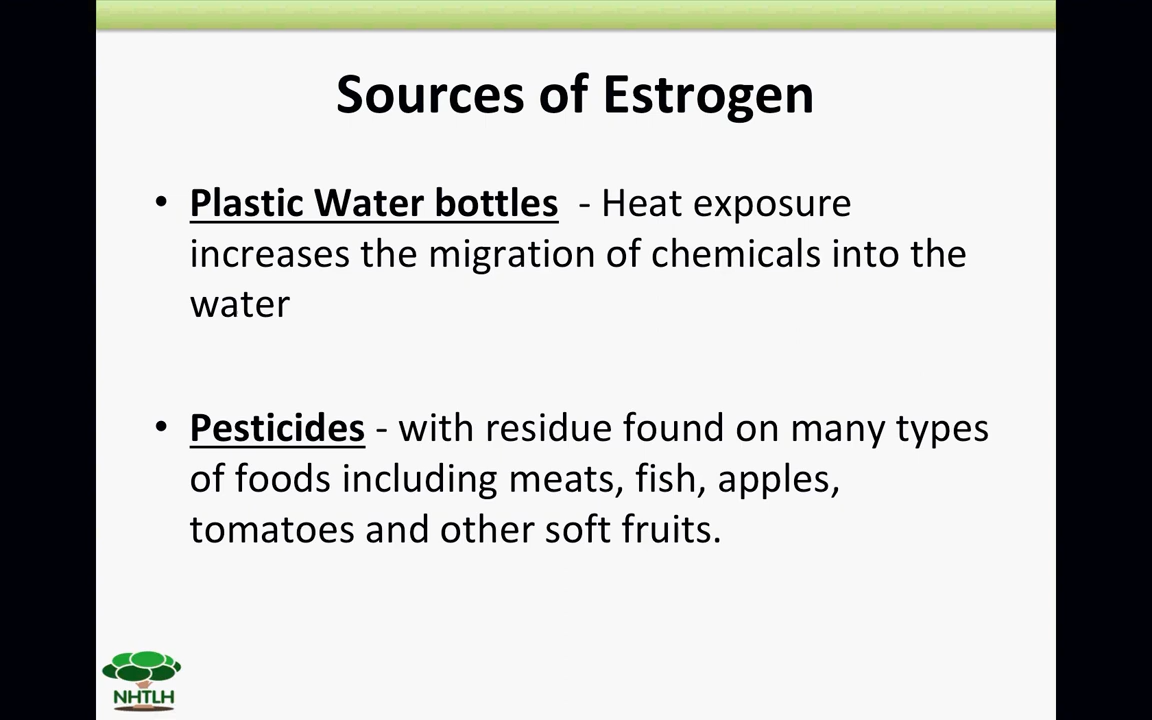 Sources of Estrogen
• Plastic Water bottles - Heat exposure
increases the migration of chemicals into the
water
• Pesticides - with residue found on many types
of foods including meats, fish, apples,
tomatoes and other soft fruits.
NHTLH